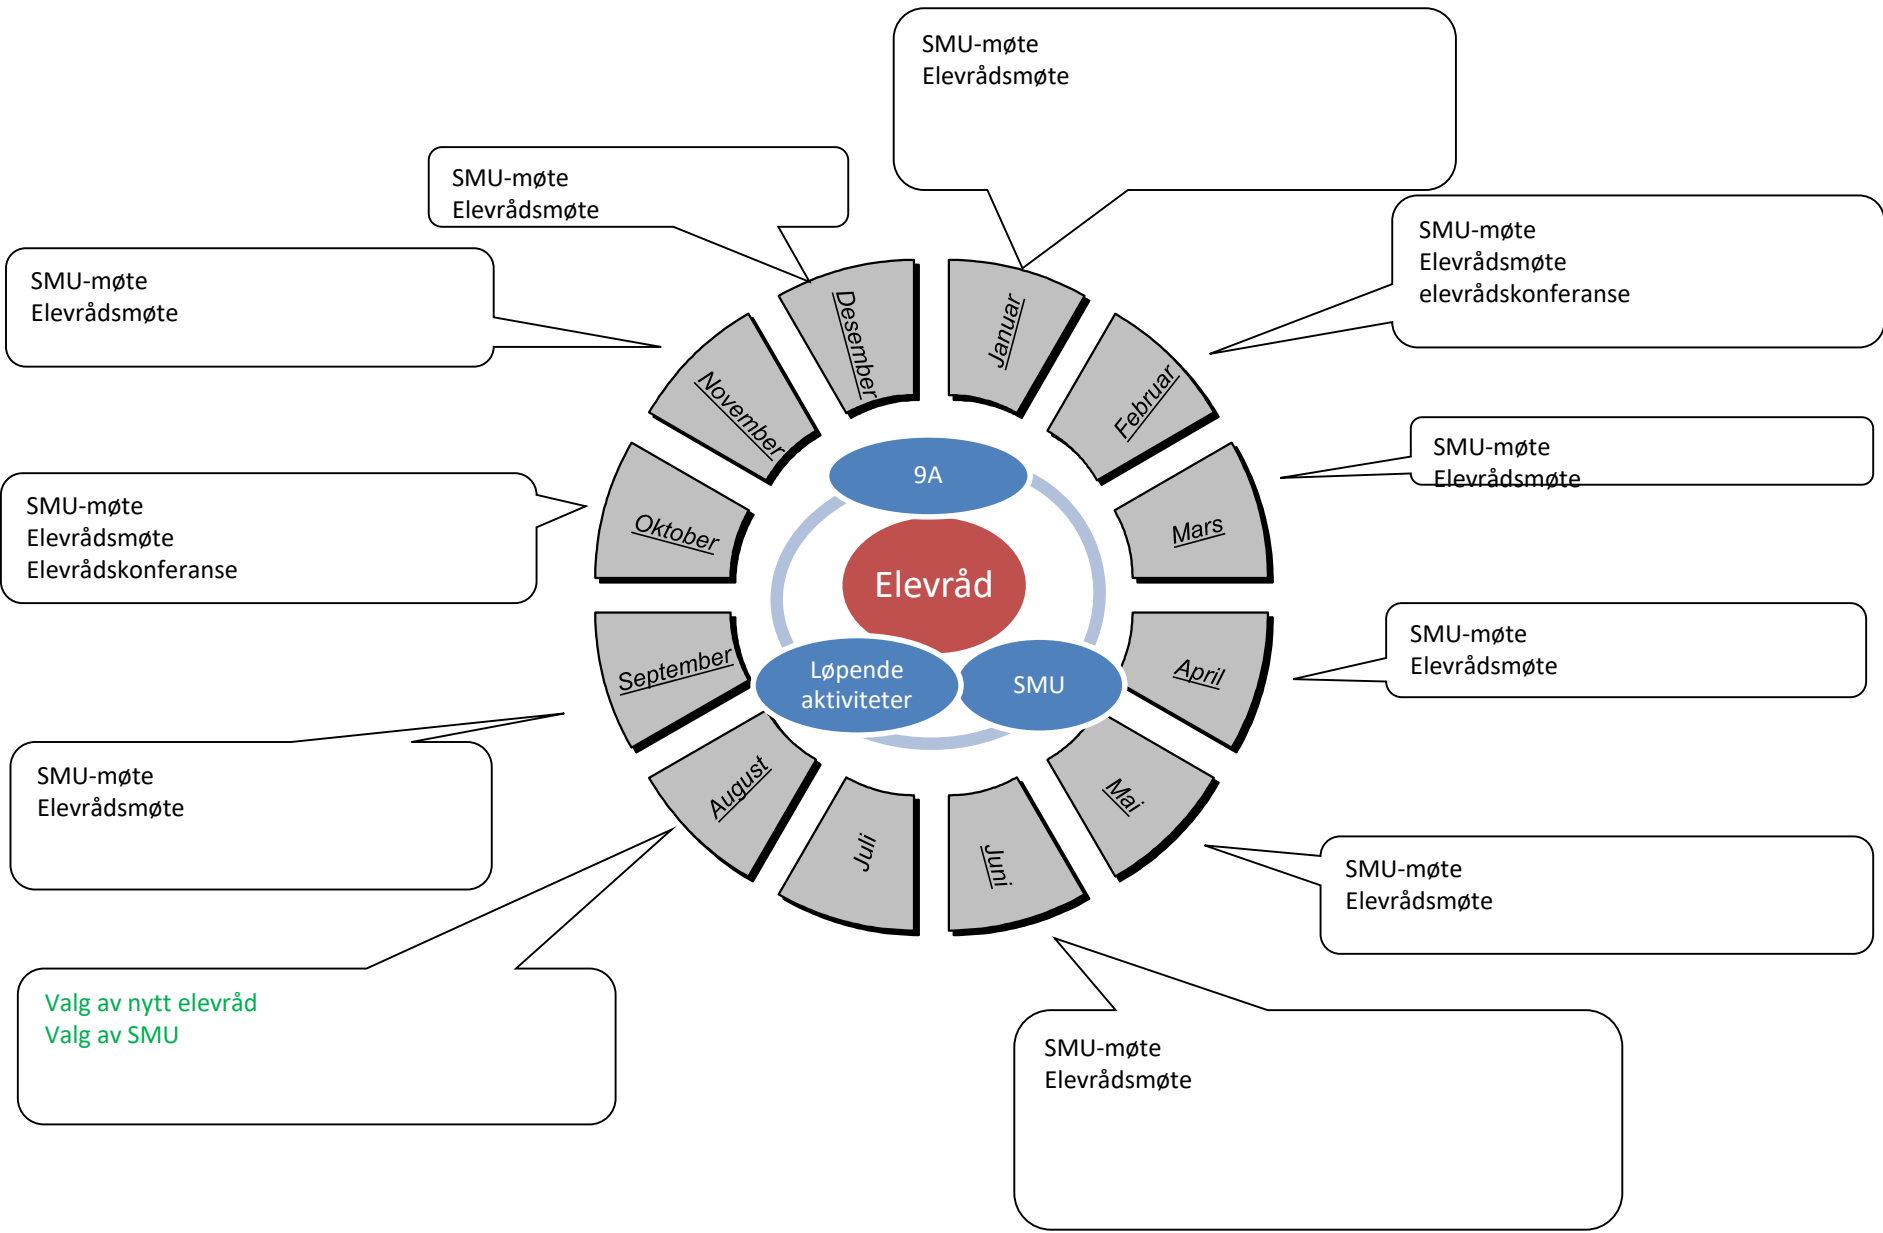 SMU-møte
Elevrådsmøte
SMU-møte
Elevrådsmøte
SMU-møte
Elevrådsmøte
elevrådskonferanse
SMU-møte
Elevrådsmøte
SMU-møte
Elevrådsmøte
SMU-møte
Elevrådsmøte
Elevrådskonferanse
SMU-møte
Elevrådsmøte
SMU-møte
Elevrådsmøte
SMU-møte
Elevrådsmøte
Valg av nytt elevråd
Valg av SMU
SMU-møte
Elevrådsmøte
Januar
Februar
Mars
April
Mai
Juni
Juli
August
September
Oktober
November
Desember
9A
Elevråd
Løpende
aktiviteter
SMU